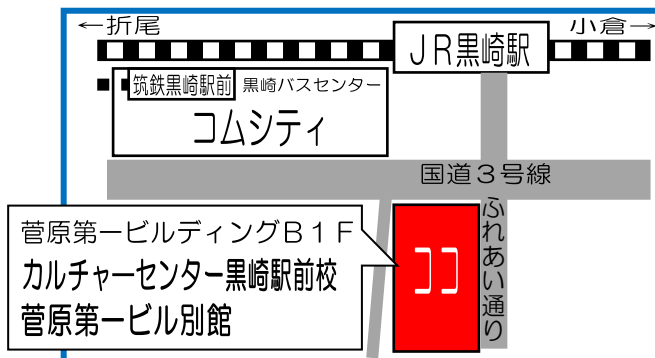 ←折尾
小倉→
JR黒崎駅
筑鉄黒崎駅前
黒崎バスセンター
コムシティ
国道3号線
ふれあい通り
菅原第一ビルディングB1F
カルチャーセンター黒崎駅前校
菅原第一ビル別館
ココ